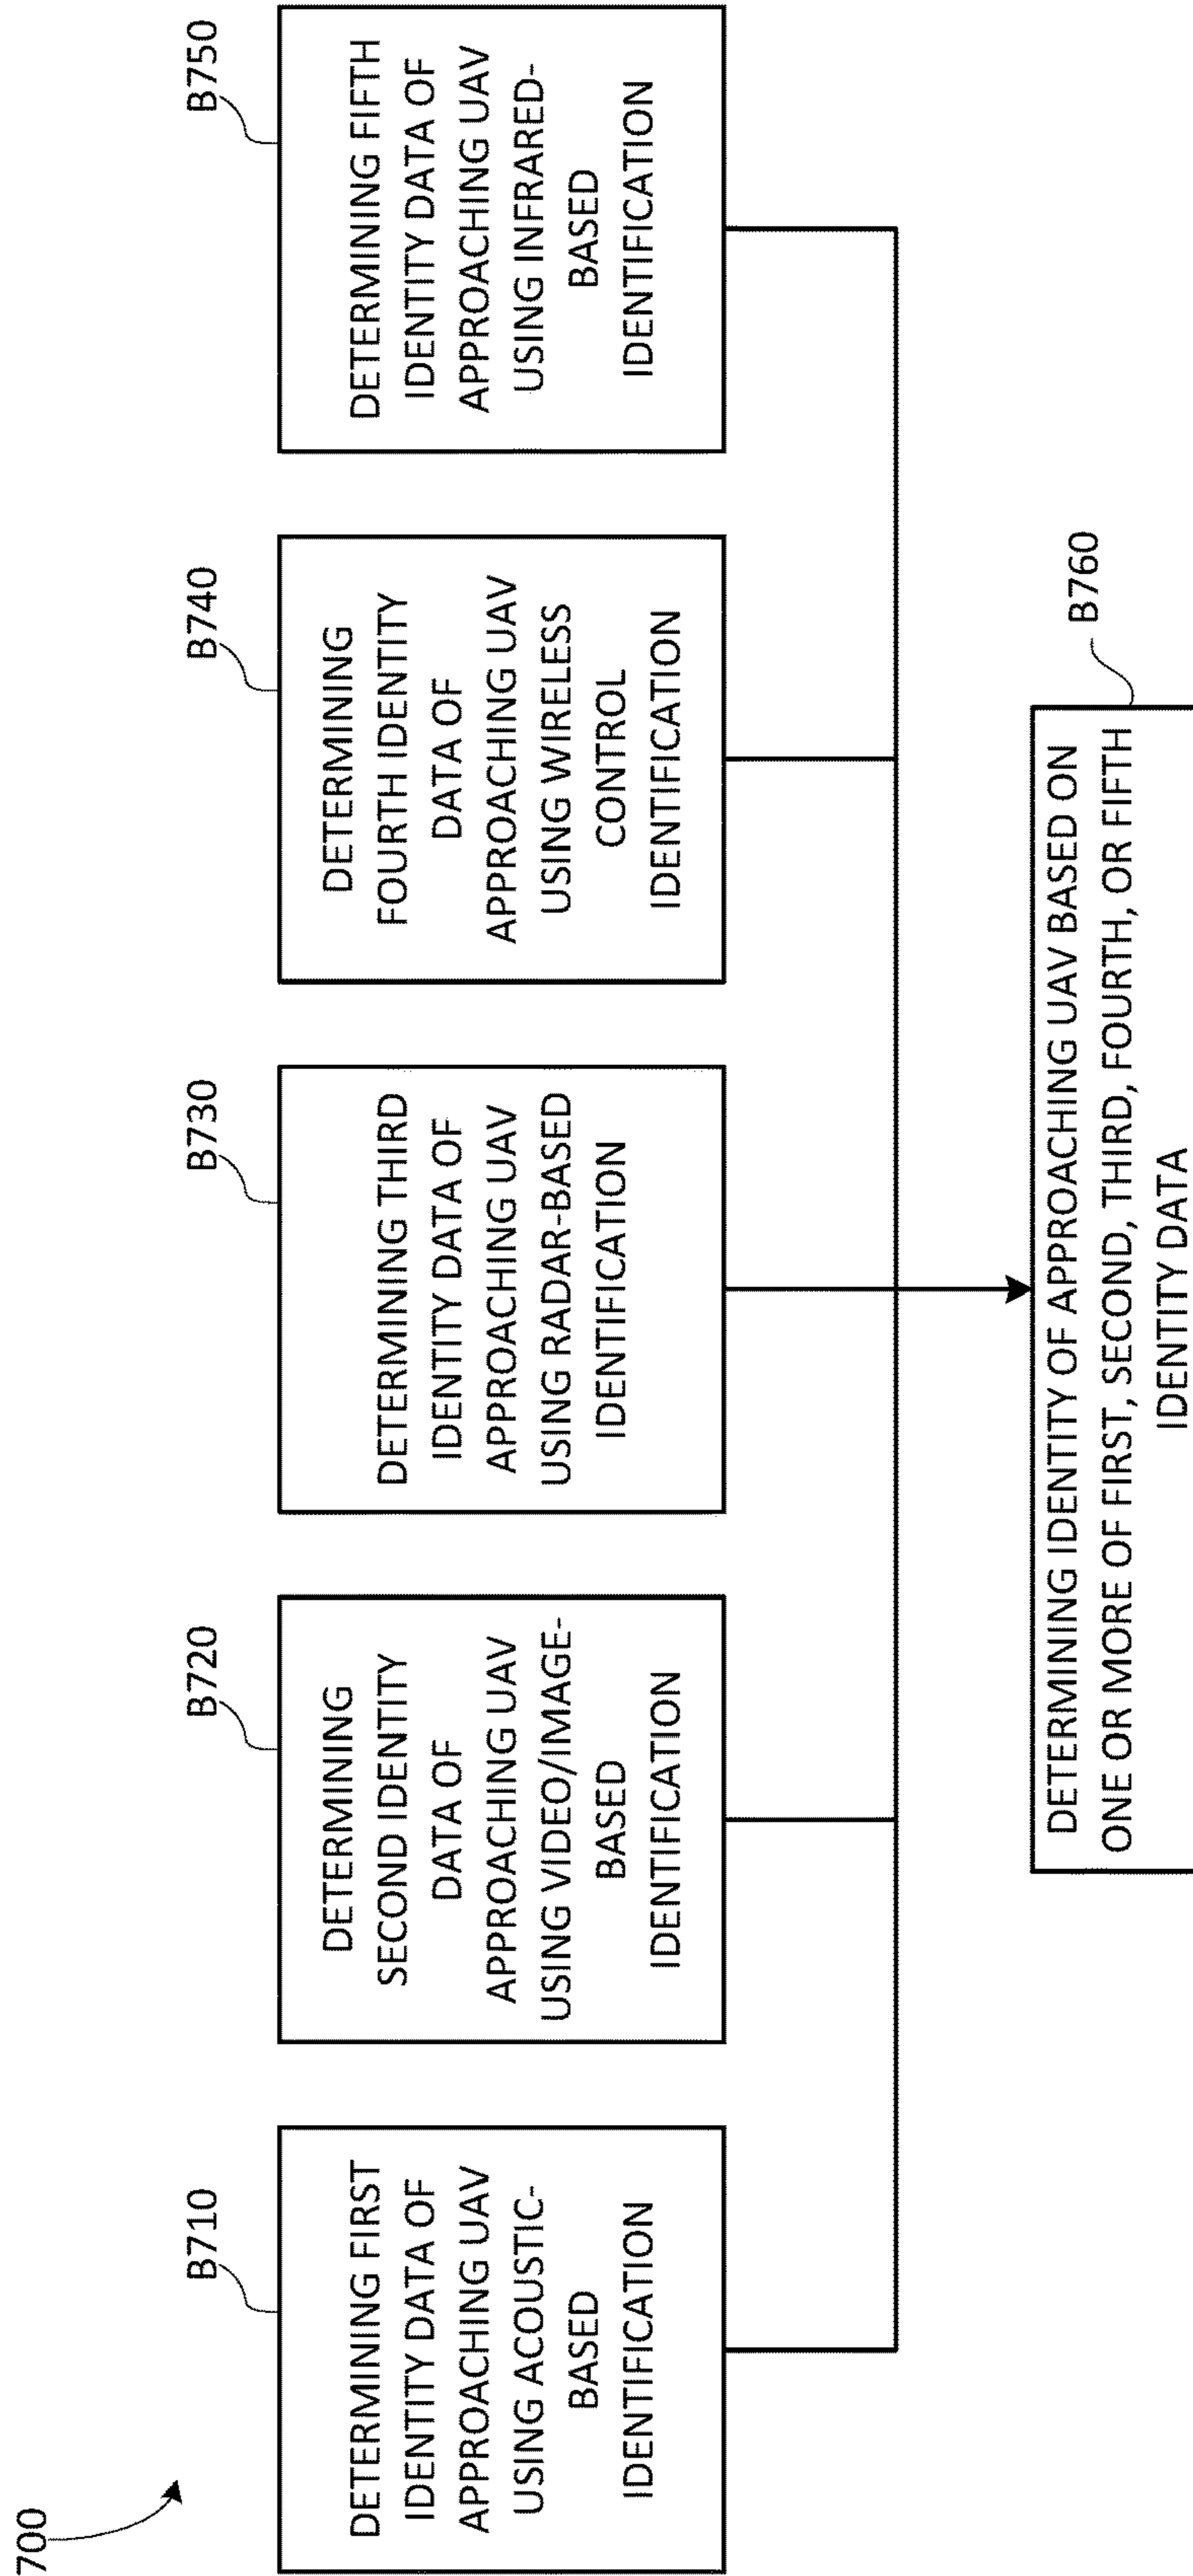 700
B710
DETERMINING FIRST
IDENTITY DATA OF
APPROACHING UAV
USING ACOUSTIC-
BASED
IDENTIFICATION
B720
DETERMINING
SECOND IDENTITY
DATA OF
APPROACHING UAV
USING VIDEO/IMAGE-
BASED
IDENTIFICATION
B730
DETERMINING THIRD
IDENTITY DATA OF
APPROACHING UAV
USING RADAR-BASED
IDENTIFICATION
B740
DETERMINING
FOURTH IDENTITY
DATA OF
APPROACHING UAV
USING WIRELESS
CONTROL
IDENTIFICATION
B750
DETERMINING FIFTH
IDENTITY DATA OF
APPROACHING UAV
USING INFRARED-
BASED
IDENTIFICATION
B760
DETERMINING IDENTITY OF APPROACHING UAV BASED ON
ONE OR MORE OF FIRST, SECOND, THIRD, FOURTH, OR FIFTH
IDENTITY DATA